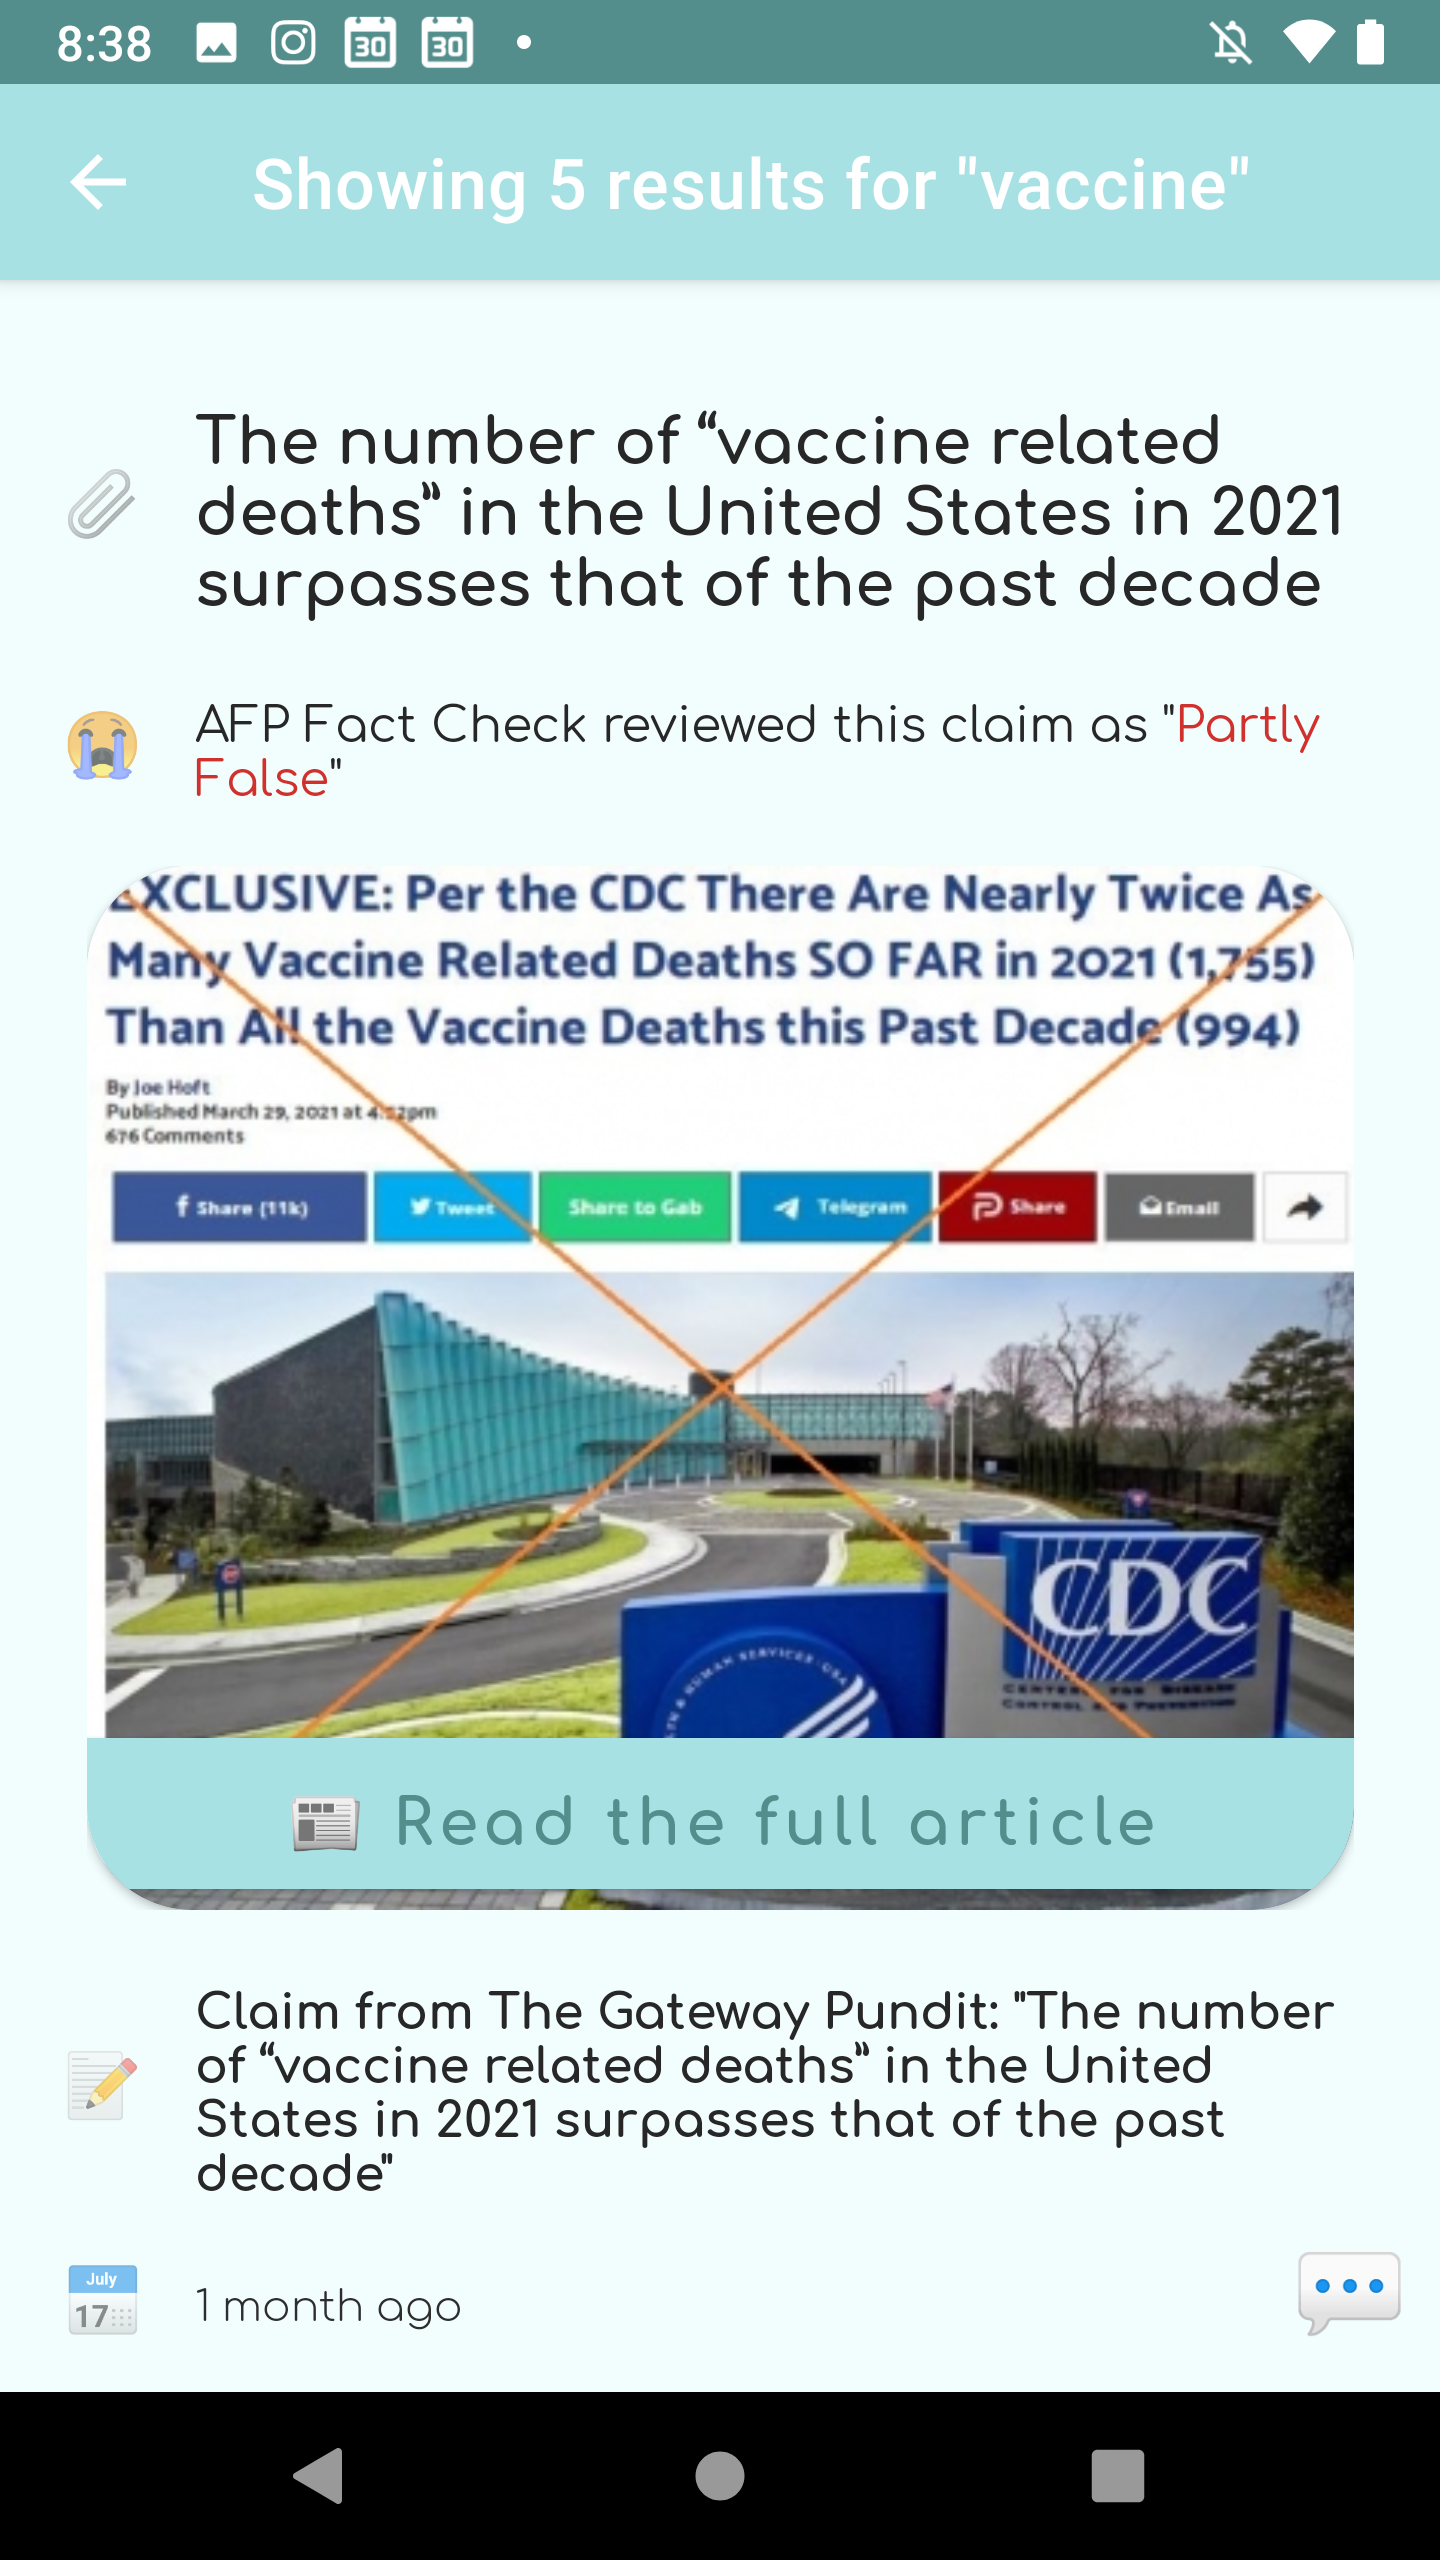 8:38
30
30
Showing 5 results for "vaccine"
The number of “vaccine related
deaths” in the United States in 2021
surpasses that of the past decade
AFP Fact Check reviewed this claim as "Partly
False"
EXCLUSIVE: Per the CDC There Are Nearly Twice As
Many Vaccine Related Deaths SO FAR in 2021 (1,755)
Than All the Vaccine Deaths this Past Decade (994)
By Joe Hoft
Published March 29, 2021 at
676 Comments
Share (11k)
Tweet
Share to Gab
Telegram
Share
Email
CDC
CENTERS FOR DISEASE
CONTROL AND PREVENTION
& HUMAN SERVICES · USA
Read the full article
Claim from The Gateway Pundit: "The number
of “vaccine related deaths” in the United
States in 2021 surpasses that of the past
decade"
July
17
1 month ago